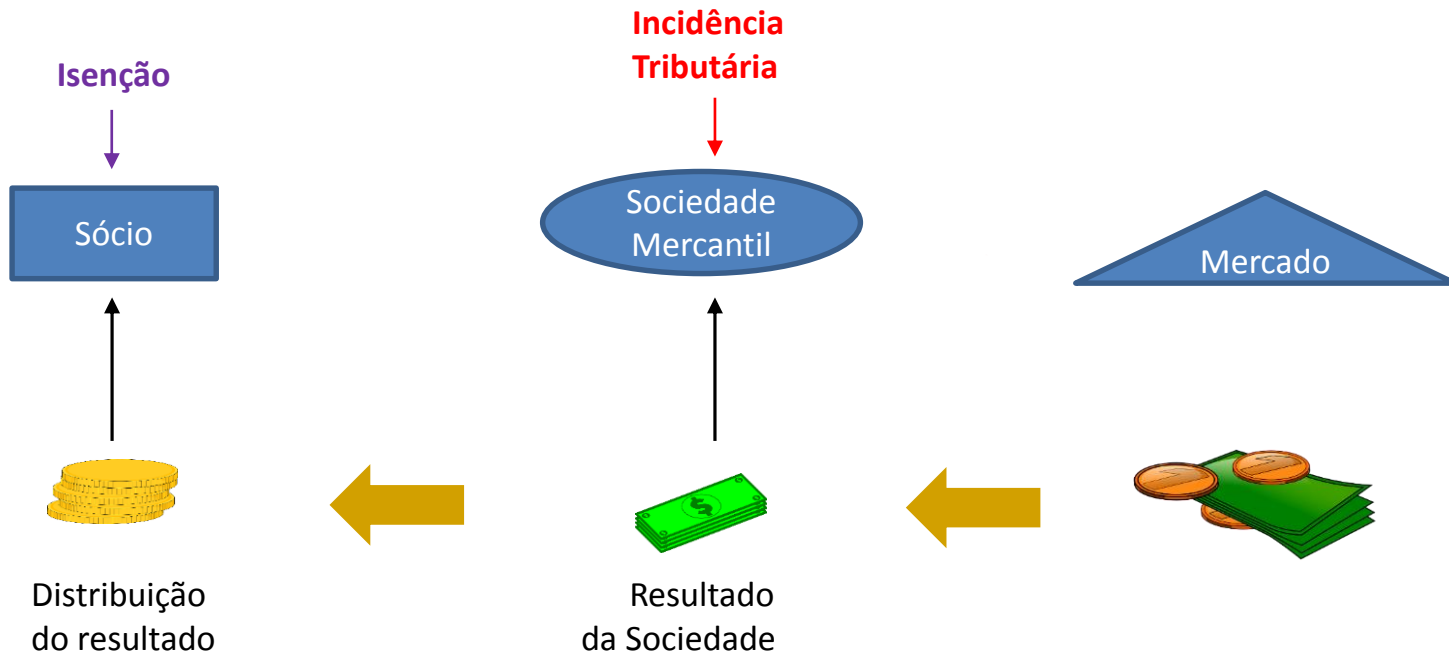 Incidência
Tributária
Isenção
Sócio
Sociedade
Mercantil
Mercado
Distribuição
do resultado
Resultado
da Sociedade